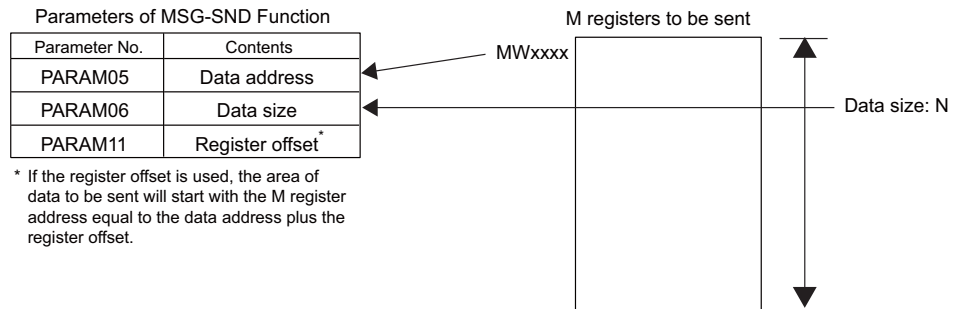 Parameters of MSG-SND Function
Parameter No. Contents
PARAM05 Data address
PARAM06 Data size
PARAM11 Register offset*
* If the register offset is used, the area of
data to be sent will start with the M register
address equal to the data address plus the
register offset.
M registers to be sent
MWxxxx
Data size: N